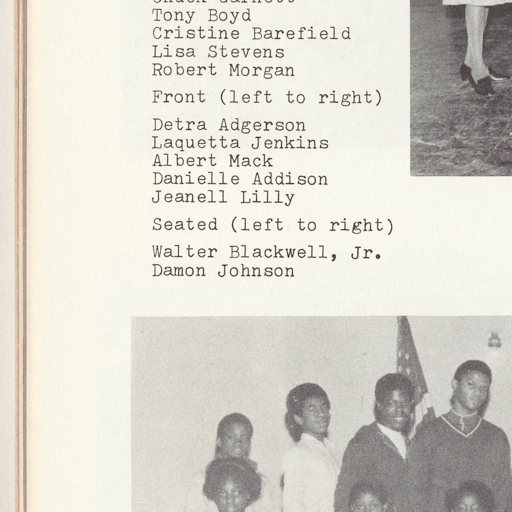 Tony Boyd
Cristine Barefield
Lisa Stevens
Robert Morgan
Front (left to right)
Detra Adgerson
Laquetta Jenkins
Albert Mack
Danielle Addison
Jeanell Lilly
Seated (left to right)
Walter Blackwell, Jr.
Damon Johnson